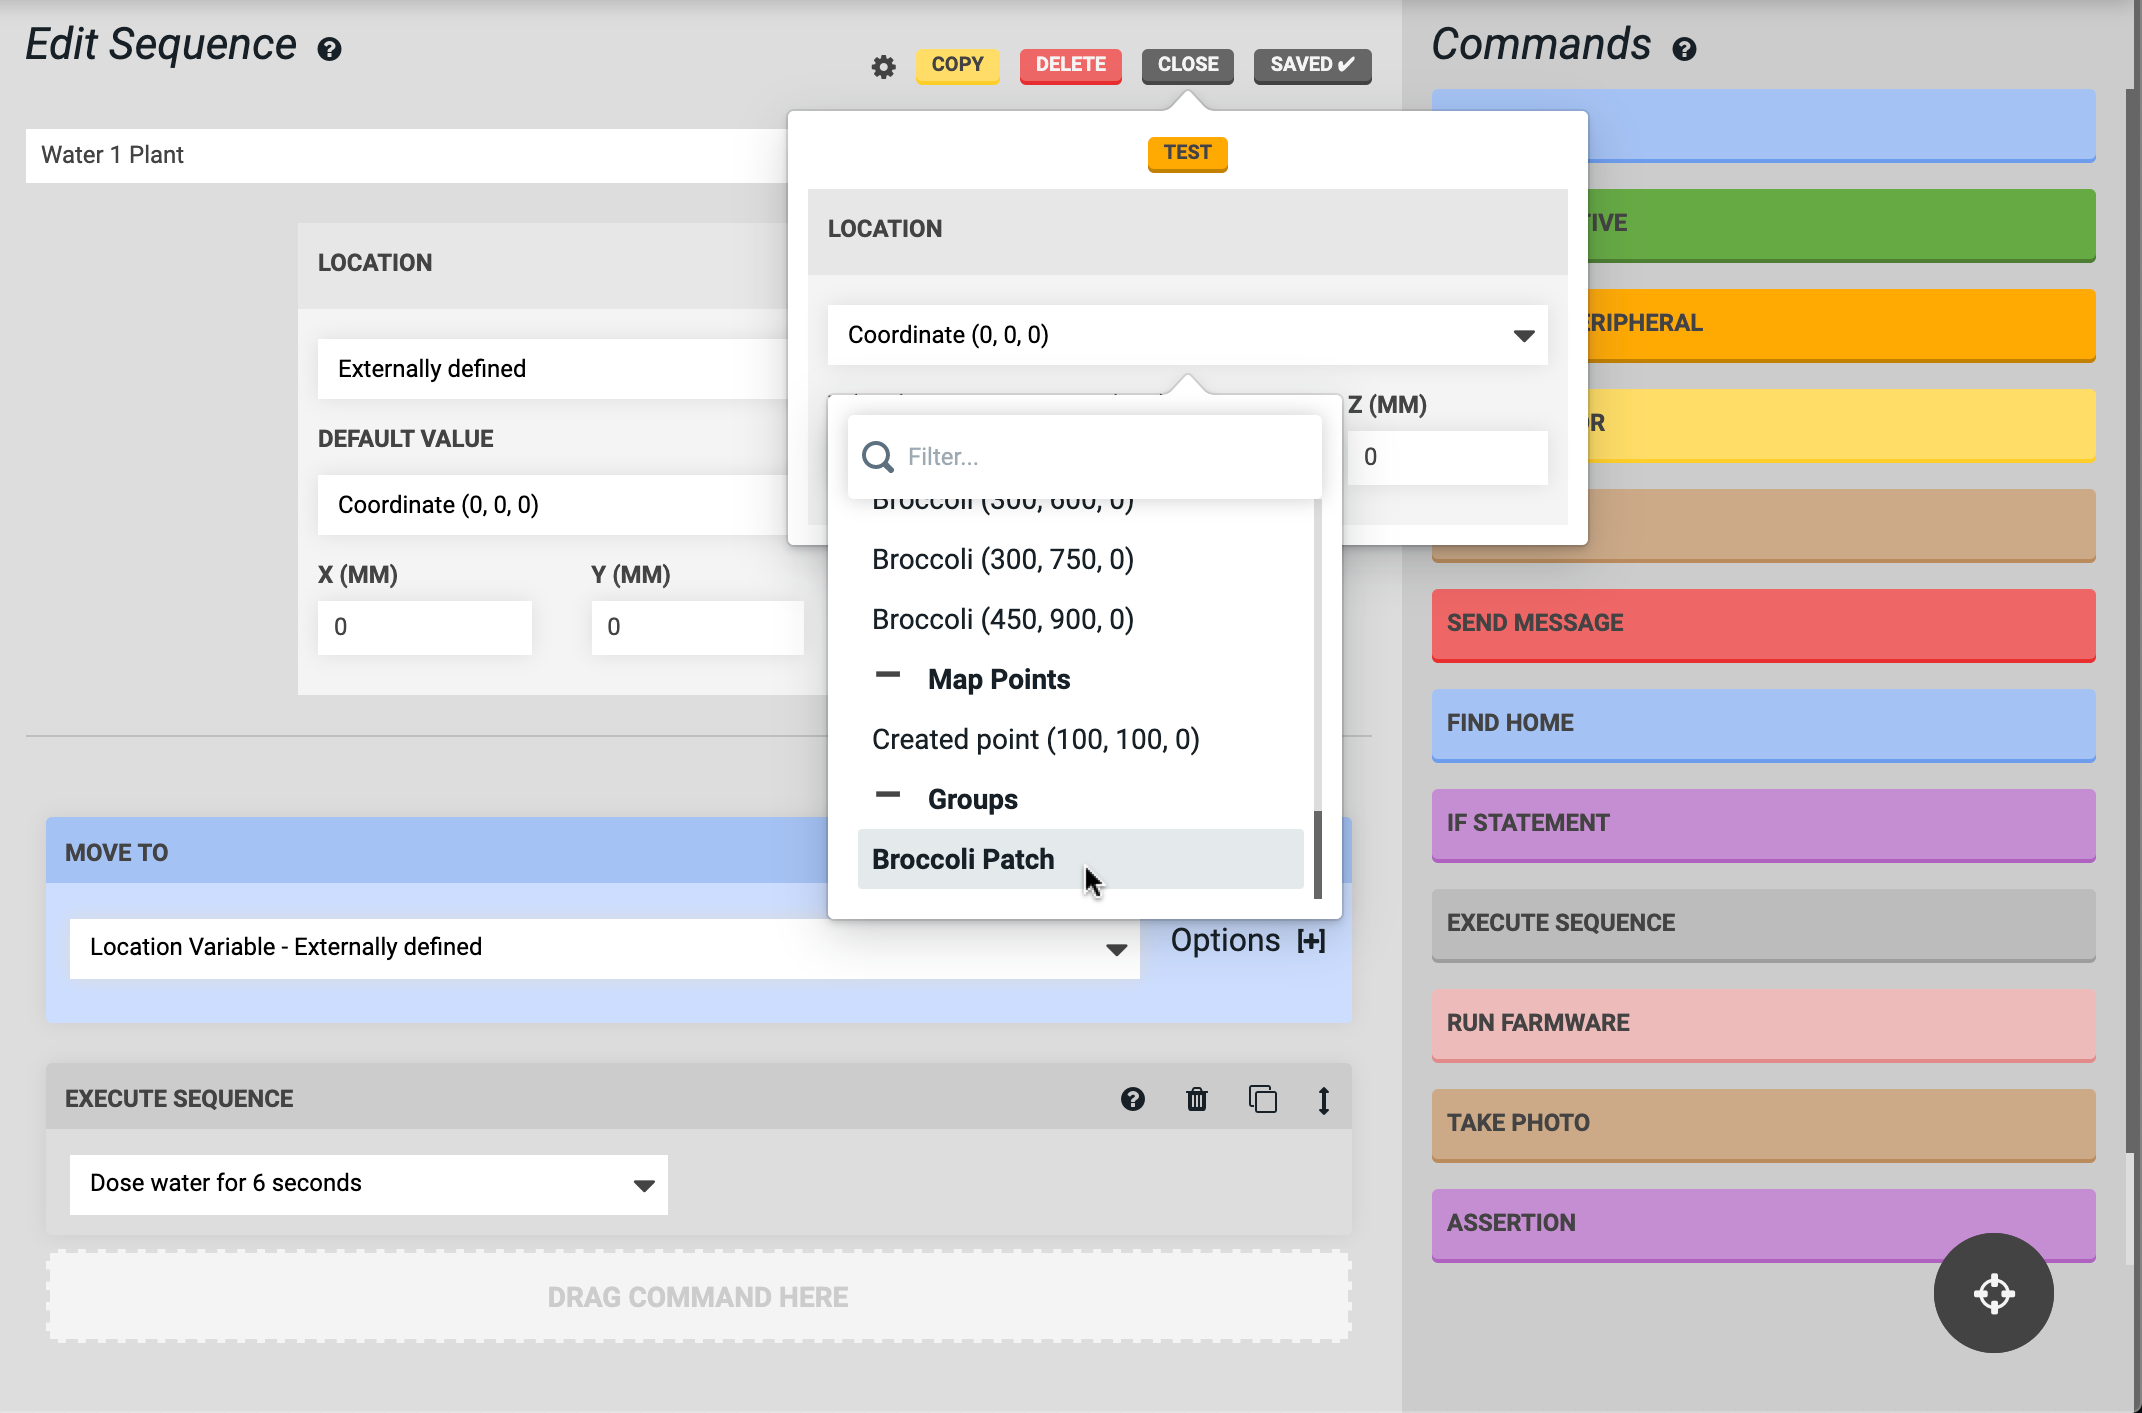 Edit Sequence
COPY
DELETE
CLOSE
SAVED ✔
Water 1 Plant
LOCATION
Externally defined
DEFAULT VALUE
Coordinate (0, 0, 0)
X (MM)
Y (MM)
0
0
TEST
LOCATION
Coordinate (0, 0, 0)
Z (MM)
0
Filter...
Broccoli (300, 600, 0)
Broccoli (300, 750, 0)
Broccoli (450, 900, 0)
Map Points
Created point (100, 100, 0)
Groups
Broccoli Patch
MOVE TO
Location Variable - Externally defined
Options [+]
EXECUTE SEQUENCE
Dose water for 6 seconds
DRAG COMMAND HERE
Commands
IVE
RIPHERAL
R
SEND MESSAGE
FIND HOME
IF STATEMENT
EXECUTE SEQUENCE
RUN FARMWARE
TAKE PHOTO
ASSERTION